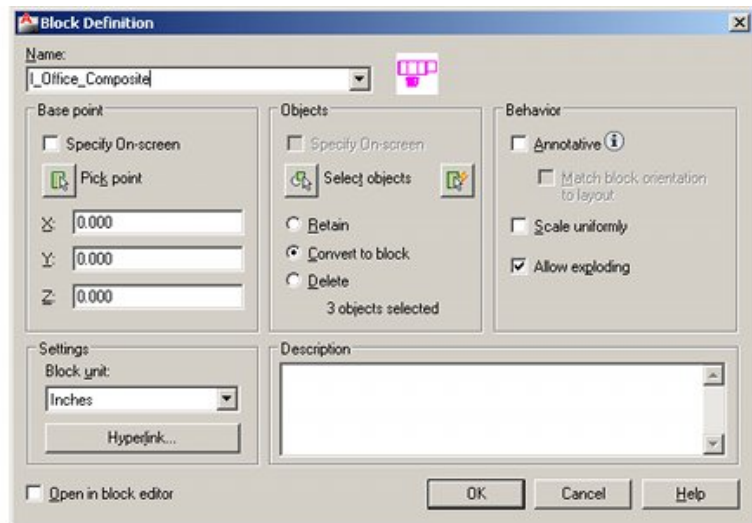 Block Definition
Name:
I_Office_Composite
Base point
Specify On-screen
Pick point
X: 0.000
Y: 0.000
Z: 0.000
Objects
Specify On-screen
Select objects
Retain
Convert to block
Delete
3 objects selected
Behavior
Annotative
Match block orientation
to layout
Scale uniformly
Allow exploding
Settings
Block unit:
Inches
Hyperlink...
Description
Open in block editor
OK
Cancel
Help